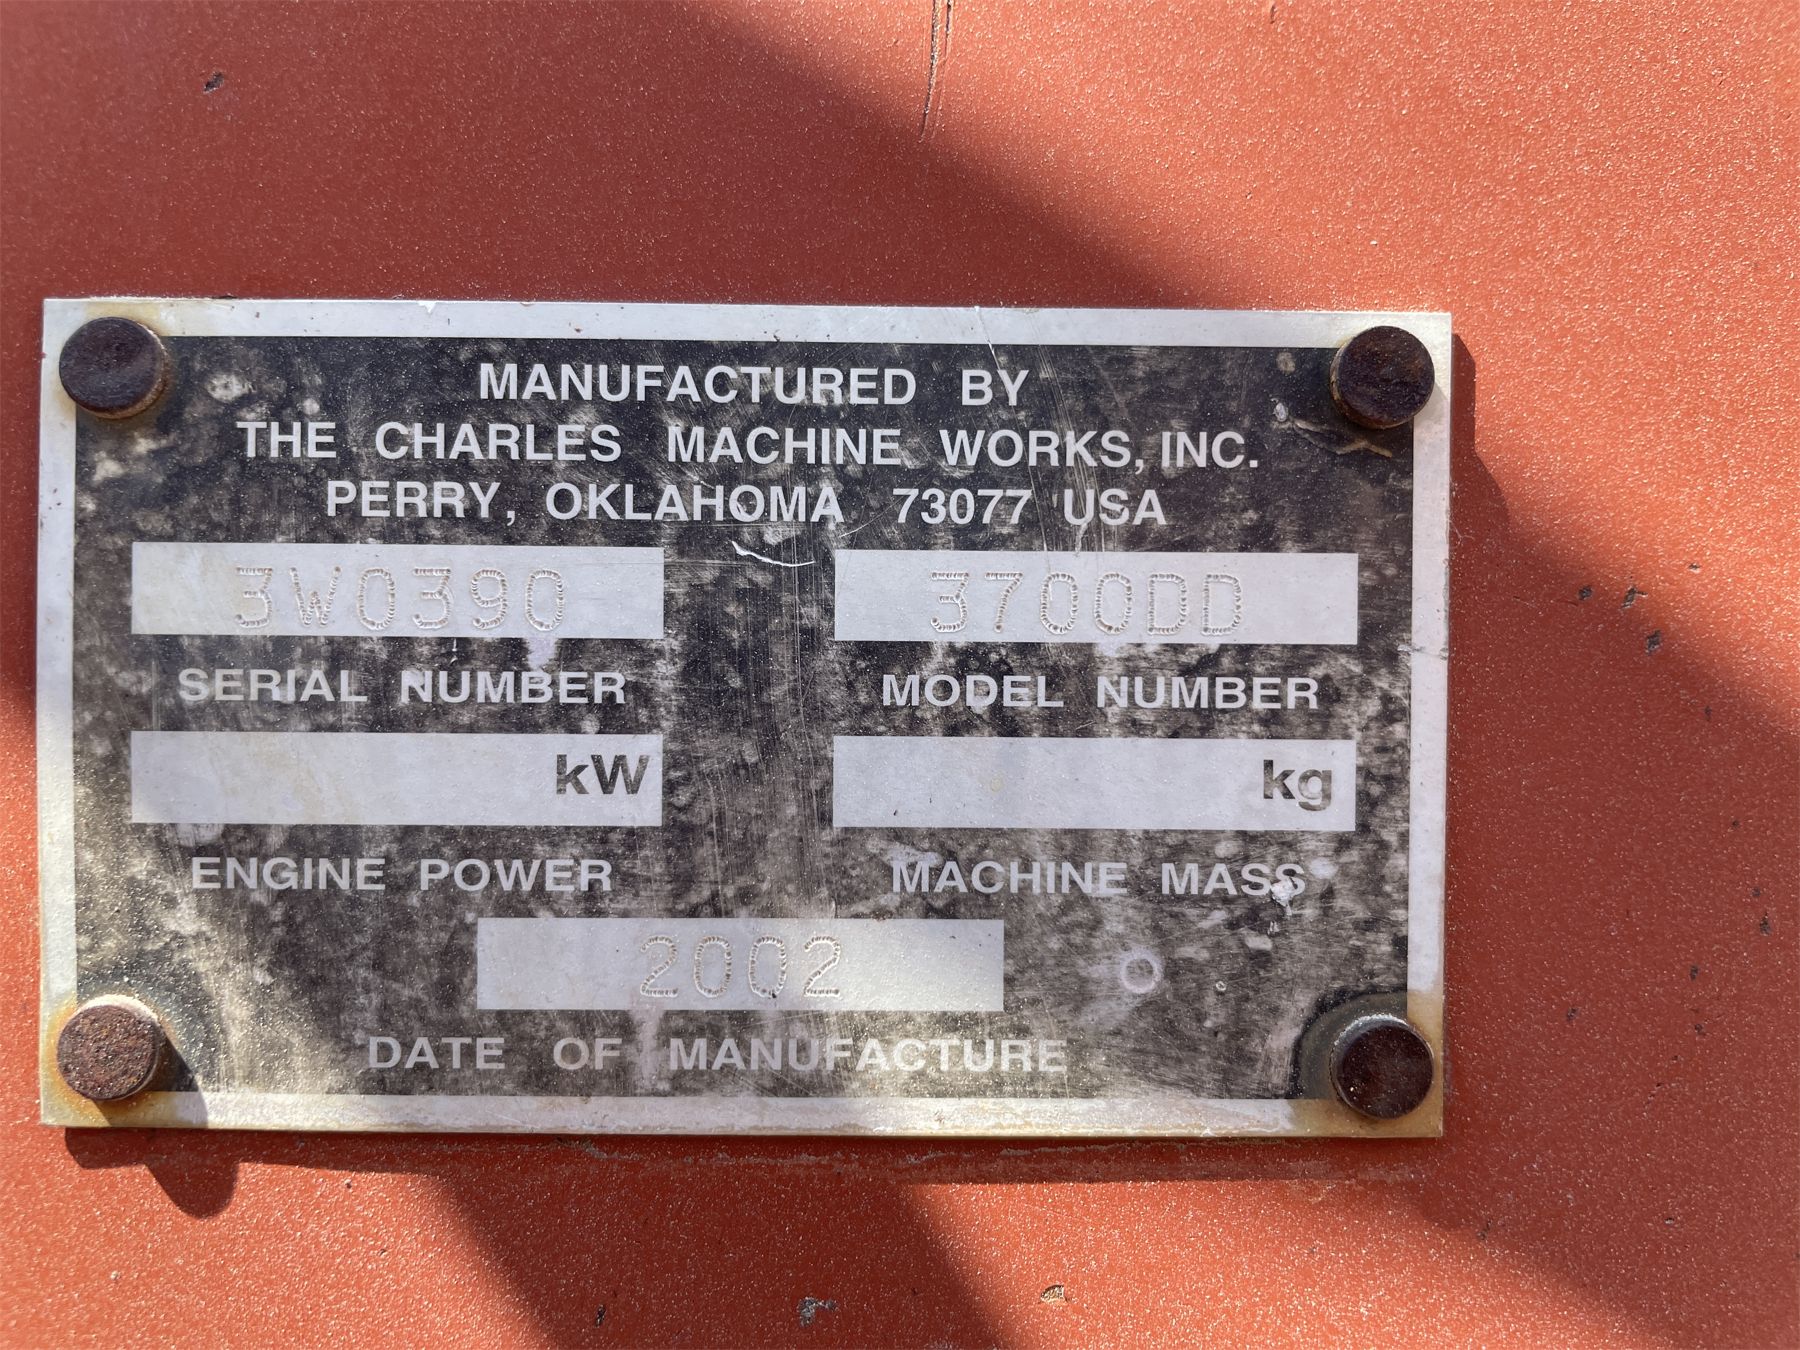 MANUFACTURED BY
THE CHARLES MACHINE WORKS, INC.
PERRY, OKLAHOMA 73077 USA
3W0390 3700DD
SERIAL NUMBER MODEL NUMBER
kW kg
ENGINE POWER MACHINE MASS
2002
DATE OF MANUFACTURE